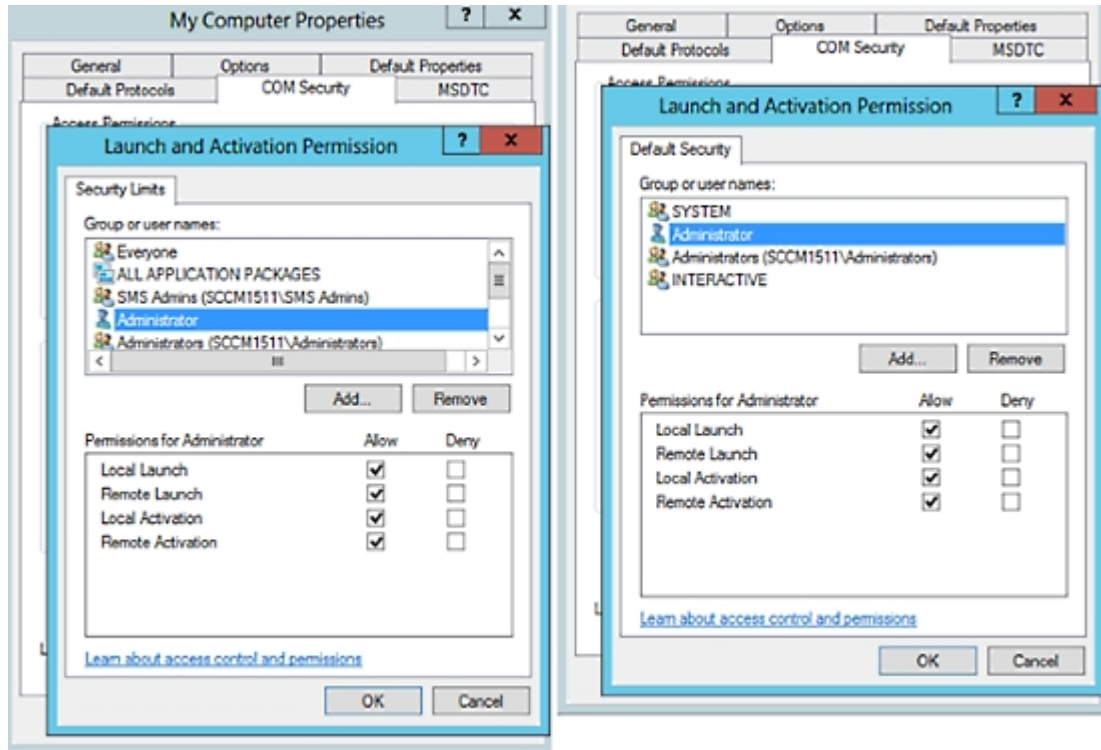 My Computer Properties
? x
General Options Default Properties
Default Protocols COM Security MSDTC
Access Permissions
Launch and Activation Permission
? x
Security Limits
Group or user names:
Everyone
ALL APPLICATION PACKAGES
SMS Admins (SCCM1511\SMS Admins)
Administrator
Administrators (SCCM1511\Administrators)
Add... Remove
Permissions for Administrator Allow Deny
Local Launch
Remote Launch
Local Activation
Remote Activation
Learn about access control and permissions
OK Cancel
General Options Default Properties
Default Protocols COM Security MSDTC
Access Permissions
Launch and Activation Permission
? x
Default Security
Group or user names:
SYSTEM
Administrator
Administrators (SCCM1511\Administrators)
INTERACTIVE
Add... Remove
Permissions for Administrator Allow Deny
Local Launch
Remote Launch
Local Activation
Remote Activation
Learn about access control and permissions
OK Cancel